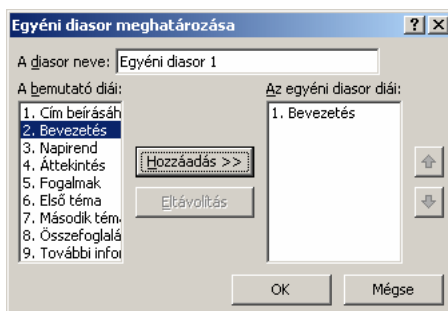 Egyéni diasor meghatározása
A diasor neve: Egyéni diasor 1
A bemutató diái:
Az egyéni diasor diái:
1. Cím beírásáh
2. Bevezetés
3. Napirend
4. Áttekintés
5. Fogalmak
6. Első téma
7. Második tém
8. Összefoglalá
9. További infor
Hozzáadás >>
Eltávolítás
1. Bevezetés
OK
Mégse